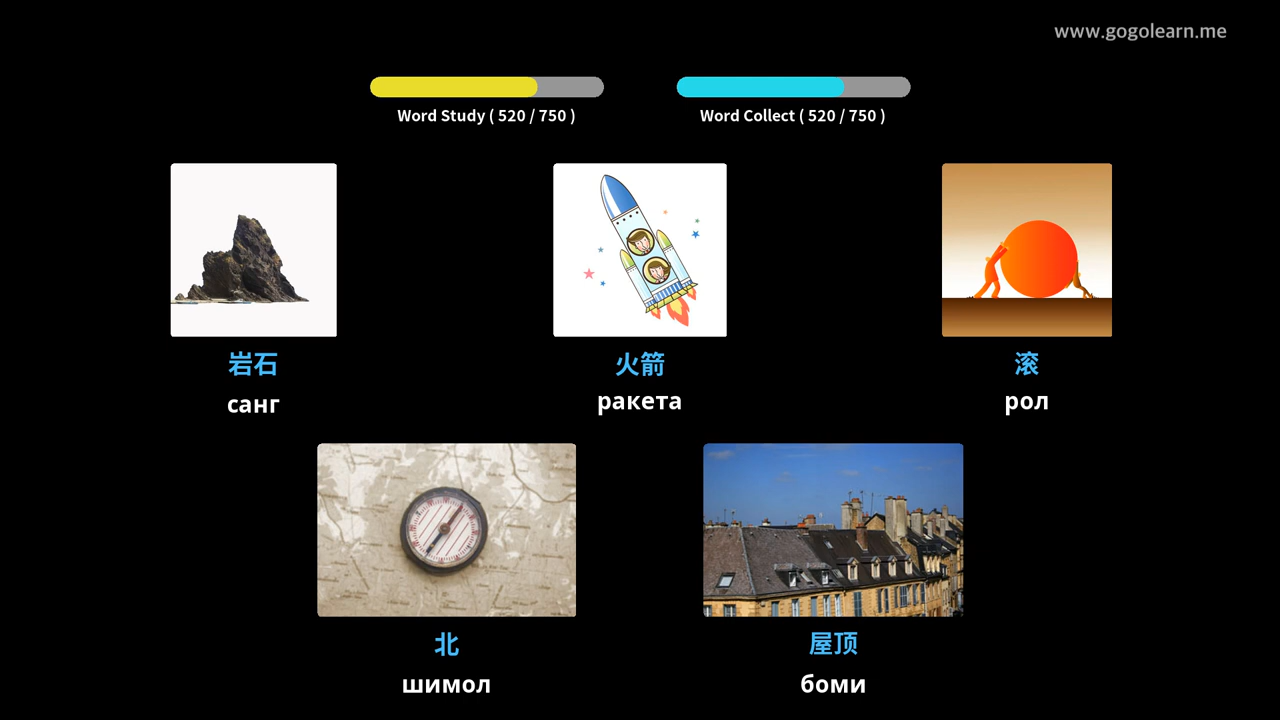 www.gogolearn.me
Word Study ( 520 / 750 )
Word Collect ( 520 / 750 )
岩石
санг
火箭
ракета
滚
рол
北
шимол
屋顶
боми